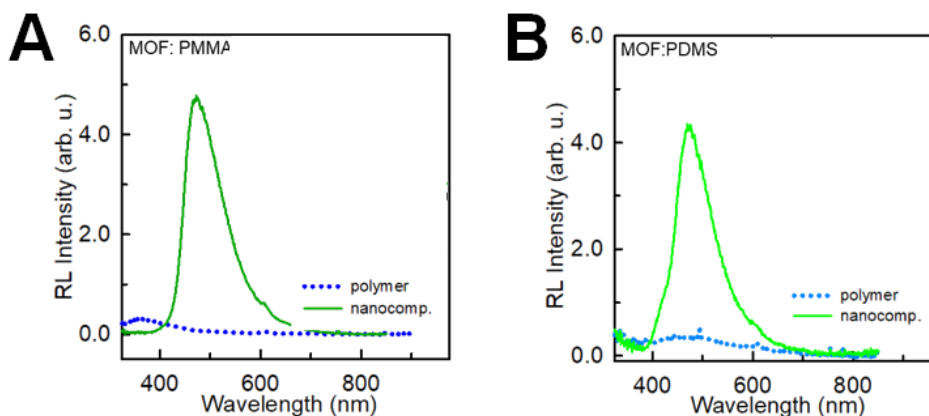 A
MOF: PMMA
6.0
4.0
2.0
0.0
RL Intensity (arb. u.)
polymer
nanocomp.
400
600
800
Wavelength (nm)
B
MOF:PDMS
6.0
4.0
2.0
0.0
RL Intensity (arb. u.)
polymer
nanocomp.
400
600
800
Wavelength (nm)